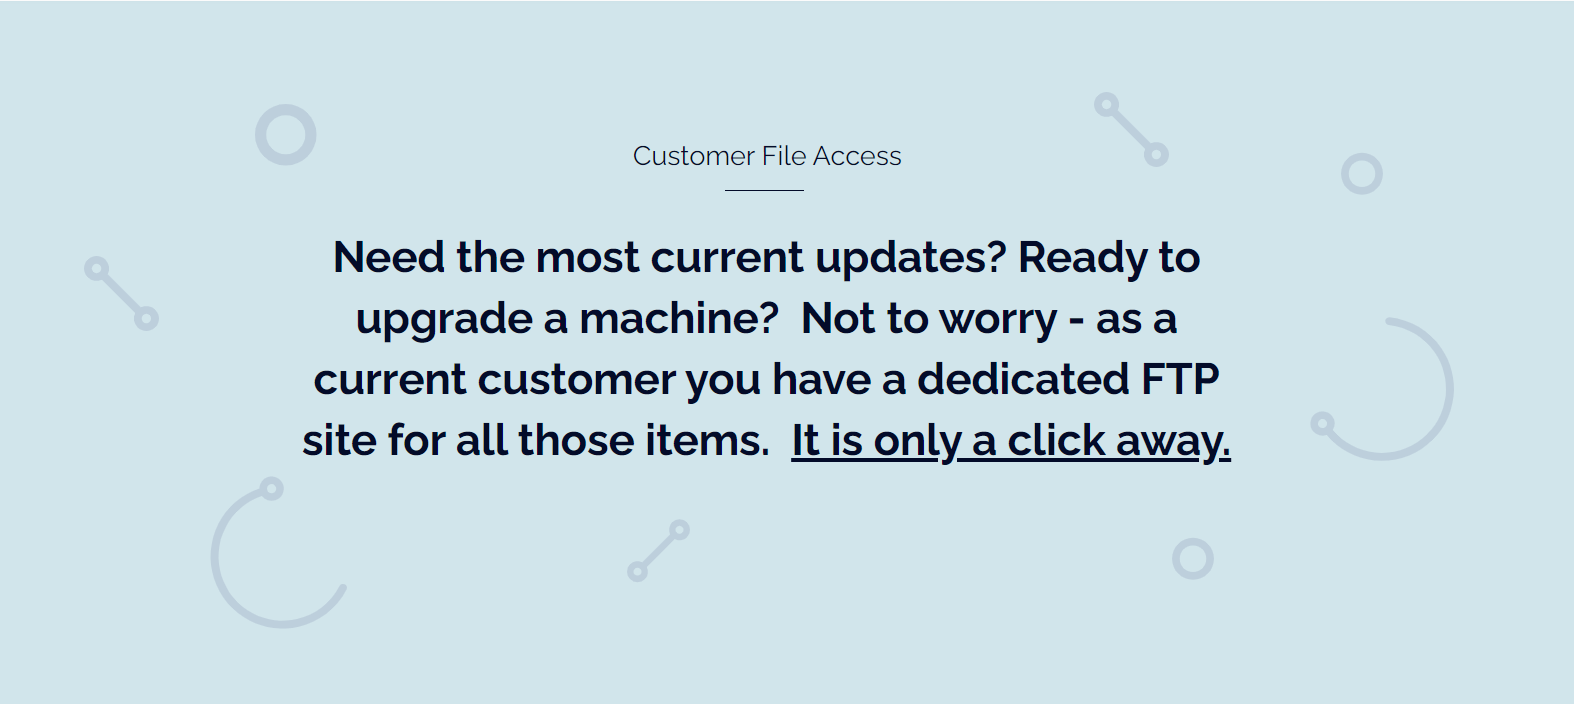 Customer File Access
Need the most current updates? Ready to
upgrade a machine?  Not to worry - as a
current customer you have a dedicated FTP
site for all those items.  It is only a click away.